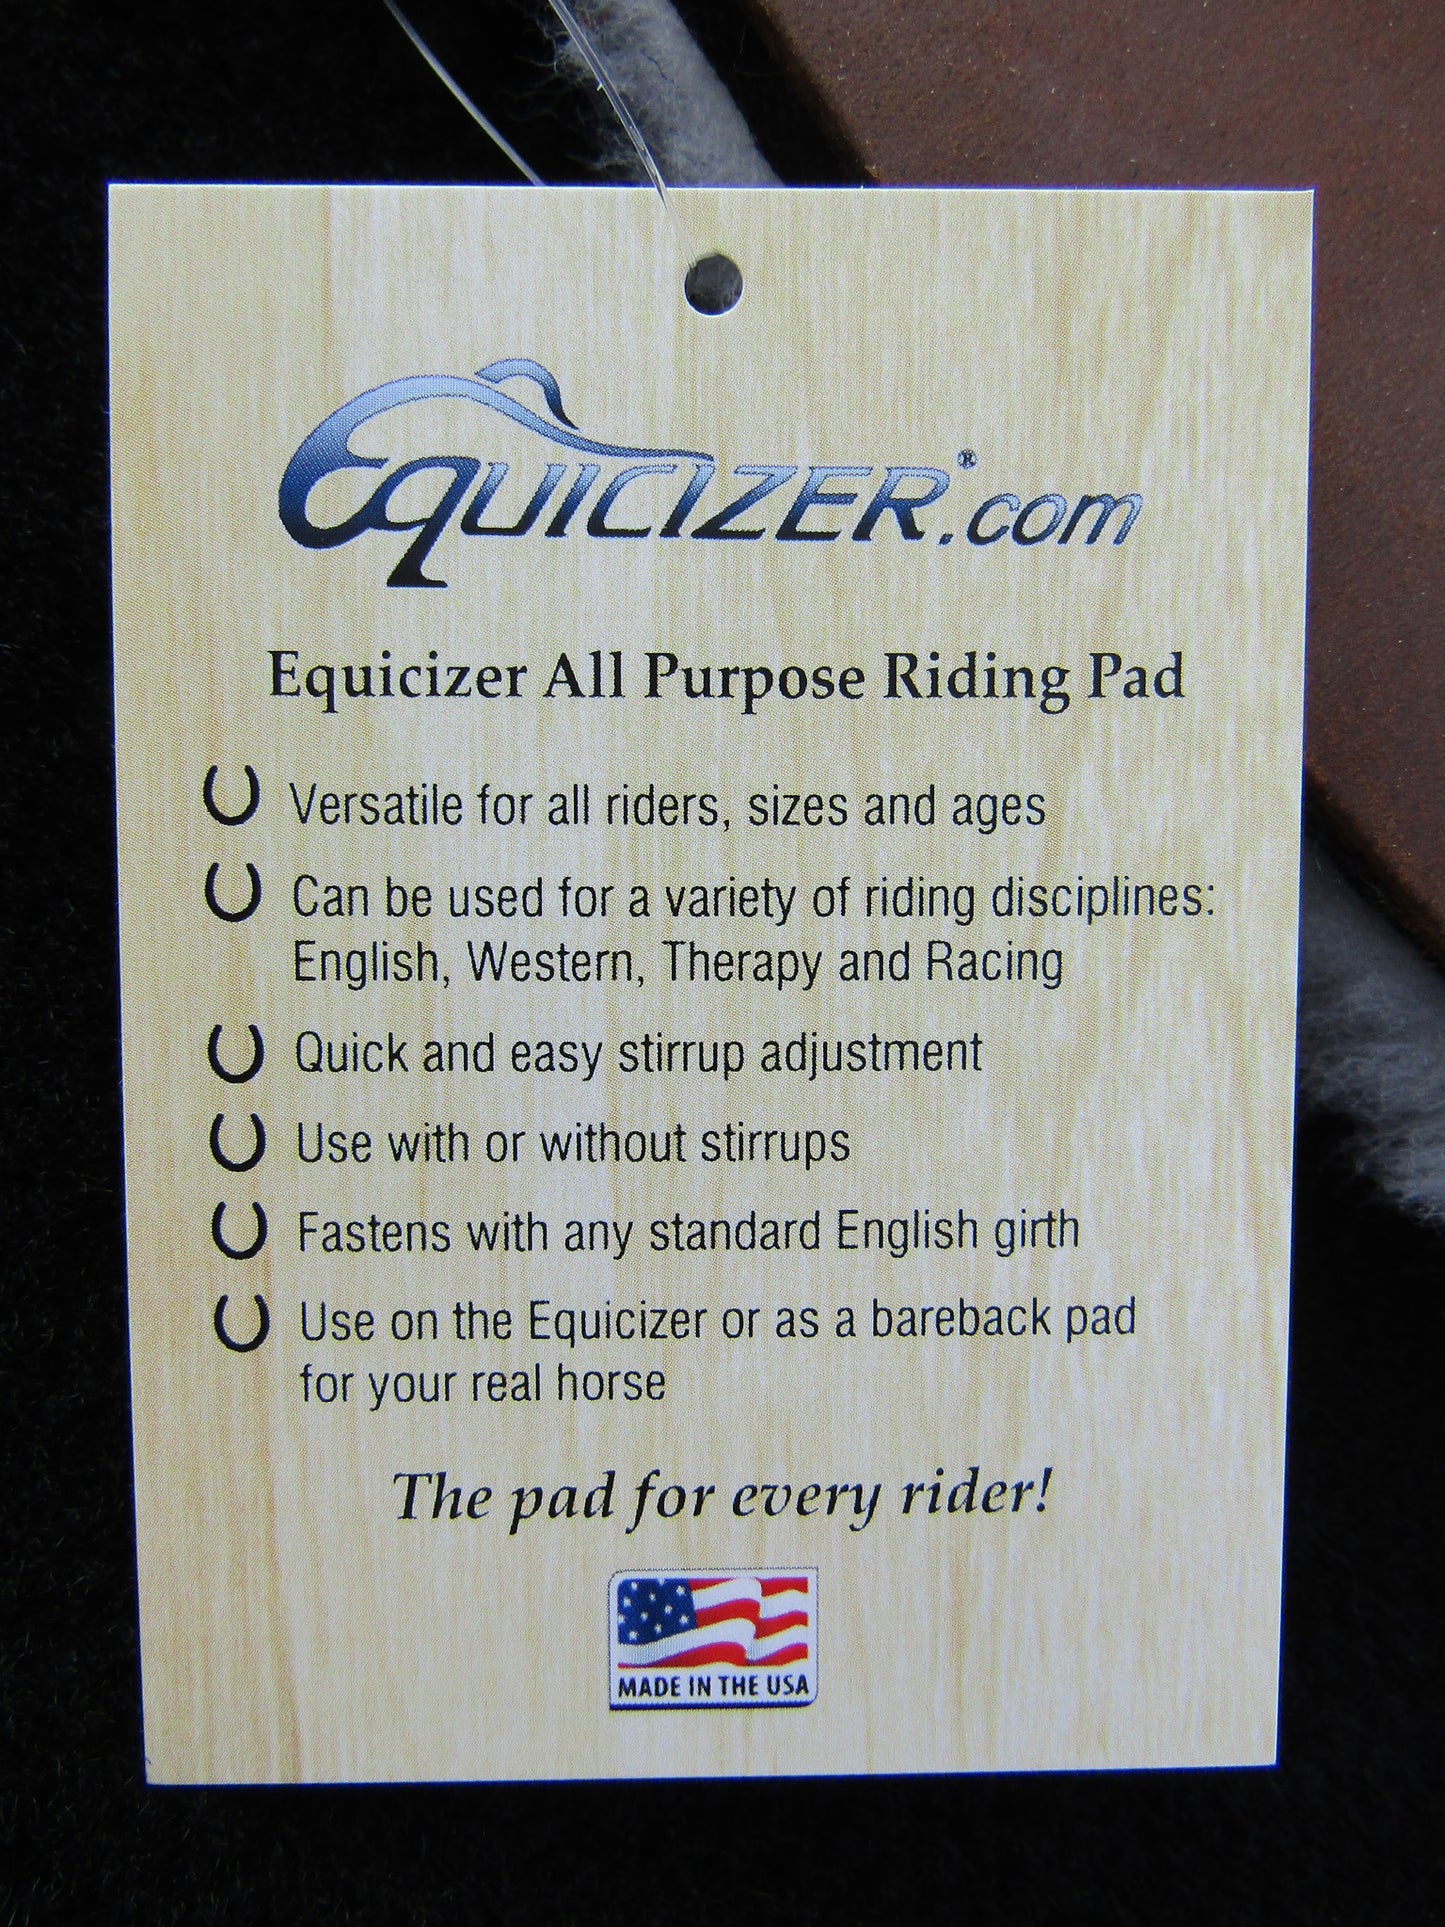 EQUICIZER®.com
Equicizer All Purpose Riding Pad
Versatile for all riders, sizes and ages
Can be used for a variety of riding disciplines:
English, Western, Therapy and Racing
Quick and easy stirrup adjustment
Use with or without stirrups
Fastens with any standard English girth
Use on the Equicizer or as a bareback pad
for your real horse
The pad for every rider!
MADE IN THE USA